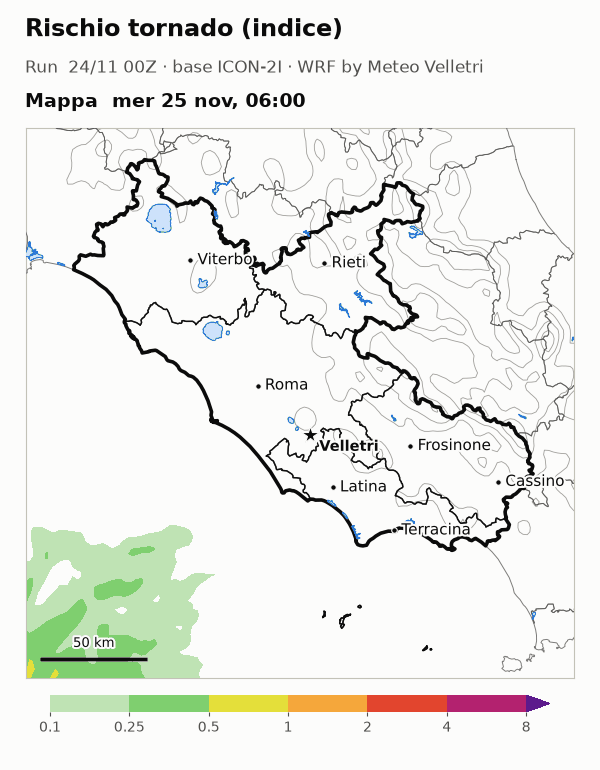 Rischio tornado (indice)
Run  24/11 00Z · base ICON-2I · WRF by Meteo Velletri
Mappa  mer 25 nov, 06:00
Viterbo
Rieti
Roma
Velletri
Frosinone
Cassino
Latina
Terracina
50 km
0.1 0.25 0.5 1 2 4 8